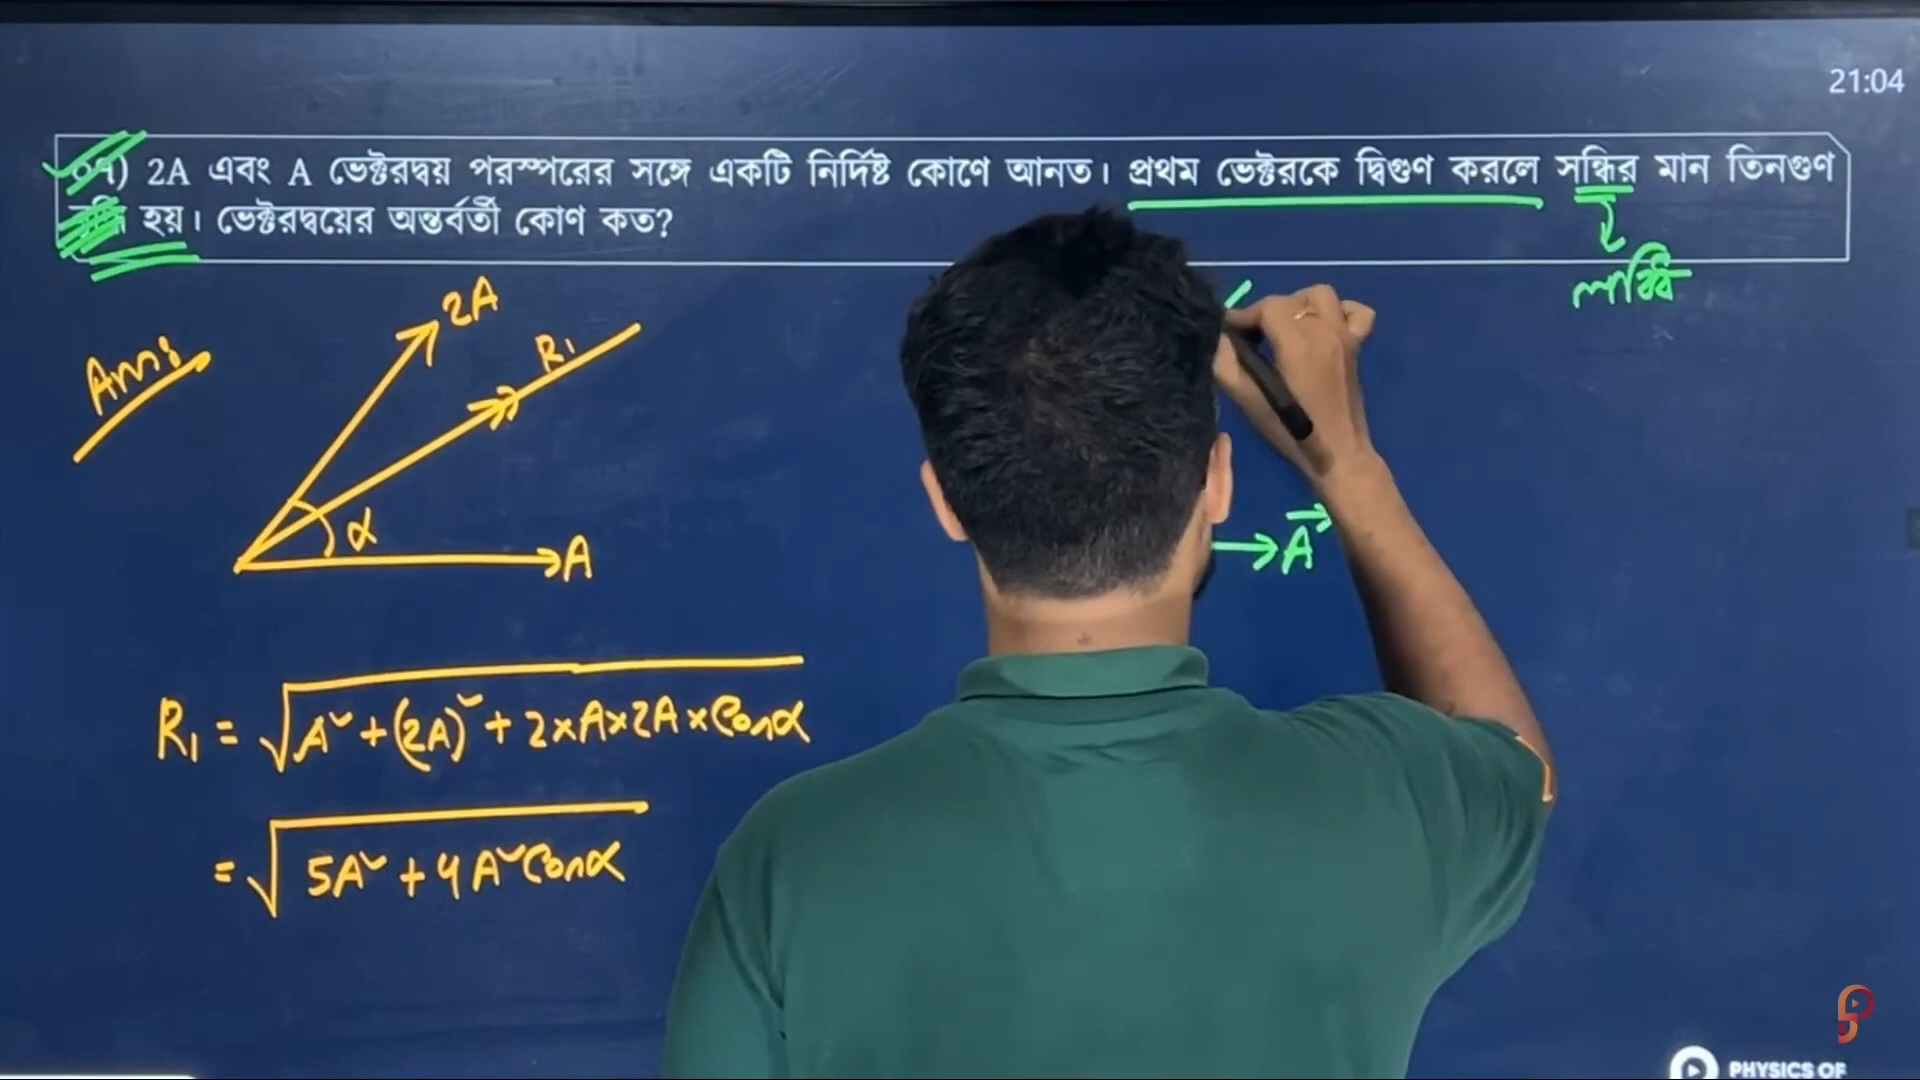 21:04
০৭) 2A এবং A ভেক্টরদ্বয় পরস্পরের সঙ্গে একটি নির্দিষ্ট কোণে আনত। প্রথম ভেক্টরকে দ্বিগুণ করলে সন্ধির মান তিনগুণ
হয়। ভেক্টরদ্বয়ের অন্তর্বর্তী কোণ কত?
লব্ধি
Ans:
2A
R₁
α
A
A⃗
R₁ = √A² + (2A)² + 2×A×2A×Cosα
= √5A² + 4A²Cosα
PHYSICS OF